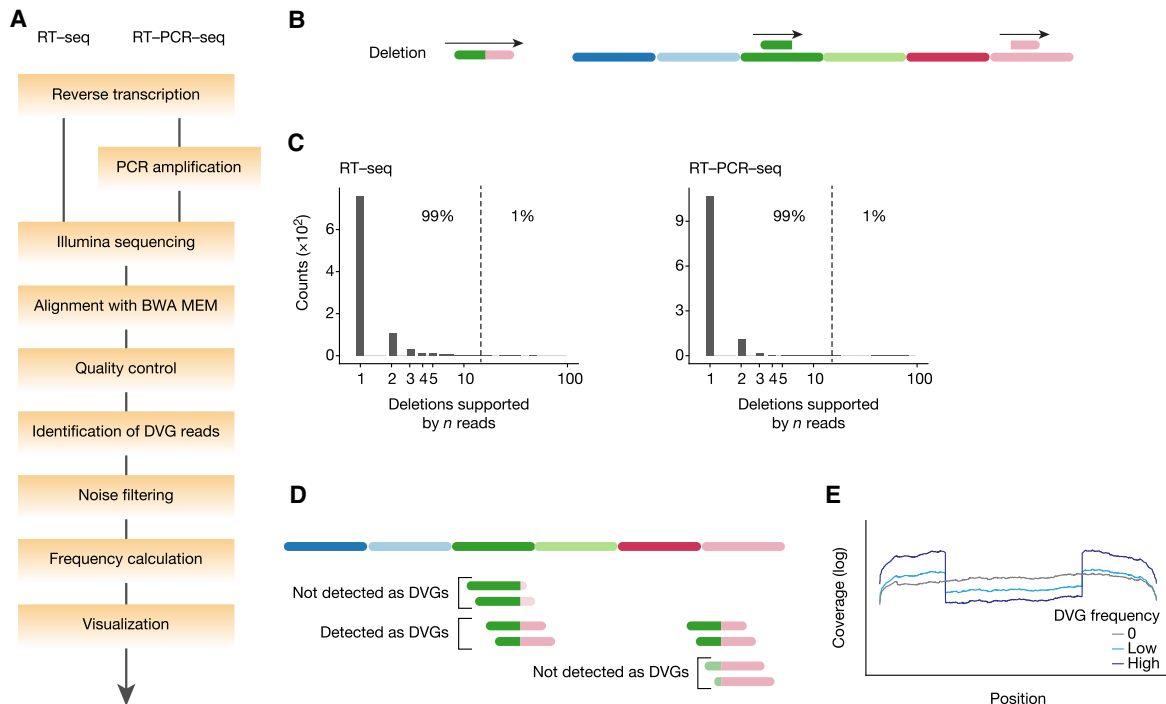 A
RT–seq
RT–PCR–seq
Reverse transcription
PCR amplification
Illumina sequencing
Alignment with BWA MEM
Quality control
Identification of DVG reads
Noise filtering
Frequency calculation
Visualization
B
Deletion
C
RT–seq
99%
1%
Counts (×10²)
6
4
2
0
1 2 3 4 5 10 100
Deletions supported
by n reads
RT–PCR–seq
99%
1%
9
6
3
0
1 2 3 4 5 10 100
Deletions supported
by n reads
D
Not detected as DVGs
Detected as DVGs
Not detected as DVGs
E
Coverage (log)
DVG frequency
0
Low
High
Position